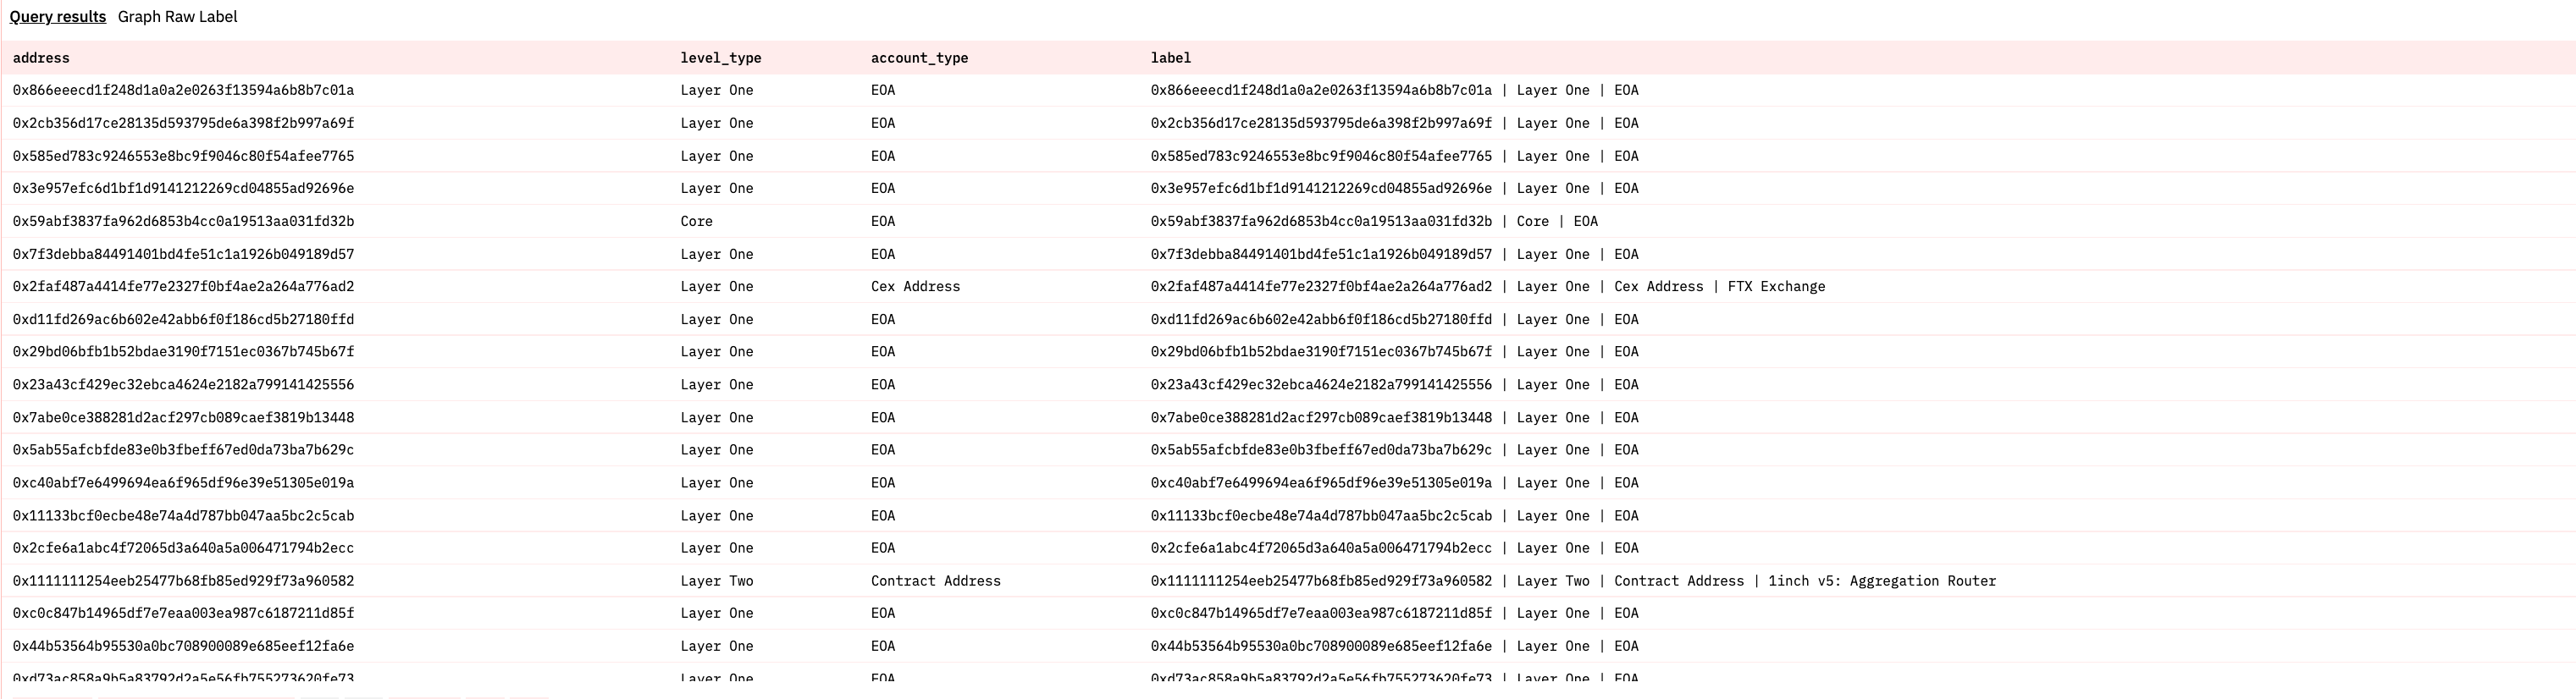 Query results Graph Raw Label
address level_type account_type label
0x866eeecd1f248d1a0a2e0263f13594a6b8b7c01a Layer One EOA 0x866eeecd1f248d1a0a2e0263f13594a6b8b7c01a | Layer One | EOA
0x2cb356d17ce28135d593795de6a398f2b997a69f Layer One EOA 0x2cb356d17ce28135d593795de6a398f2b997a69f | Layer One | EOA
0x585ed783c9246553e8bc9f9046c80f54afee7765 Layer One EOA 0x585ed783c9246553e8bc9f9046c80f54afee7765 | Layer One | EOA
0x3e957efc6d1bf1d9141212269cd04855ad92696e Layer One EOA 0x3e957efc6d1bf1d9141212269cd04855ad92696e | Layer One | EOA
0x59abf3837fa962d6853b4cc0a19513aa031fd32b Core EOA 0x59abf3837fa962d6853b4cc0a19513aa031fd32b | Core | EOA
0x7f3debba84491401bd4fe51c1a1926b049189d57 Layer One EOA 0x7f3debba84491401bd4fe51c1a1926b049189d57 | Layer One | EOA
0x2faf487a4414fe77e2327f0bf4ae2a264a776ad2 Layer One Cex Address 0x2faf487a4414fe77e2327f0bf4ae2a264a776ad2 | Layer One | Cex Address | FTX Exchange
0xd11fd269ac6b602e42abb6f0f186cd5b27180ffd Layer One EOA 0xd11fd269ac6b602e42abb6f0f186cd5b27180ffd | Layer One | EOA
0x29bd06bfb1b52bdae3190f7151ec0367b745b67f Layer One EOA 0x29bd06bfb1b52bdae3190f7151ec0367b745b67f | Layer One | EOA
0x23a43cf429ec32ebca4624e2182a799141425556 Layer One EOA 0x23a43cf429ec32ebca4624e2182a799141425556 | Layer One | EOA
0x7abe0ce388281d2acf297cb089caef3819b13448 Layer One EOA 0x7abe0ce388281d2acf297cb089caef3819b13448 | Layer One | EOA
0x5ab55afcbfde83e0b3fbeff67ed0da73ba7b629c Layer One EOA 0x5ab55afcbfde83e0b3fbeff67ed0da73ba7b629c | Layer One | EOA
0xc40abf7e6499694ea6f965df96e39e51305e019a Layer One EOA 0xc40abf7e6499694ea6f965df96e39e51305e019a | Layer One | EOA
0x11133bcf0ecbe48e74a4d787bb047aa5bc2c5cab Layer One EOA 0x11133bcf0ecbe48e74a4d787bb047aa5bc2c5cab | Layer One | EOA
0x2cfe6a1abc4f72065d3a640a5a006471794b2ecc Layer One EOA 0x2cfe6a1abc4f72065d3a640a5a006471794b2ecc | Layer One | EOA
0x1111111254eeb25477b68fb85ed929f73a960582 Layer Two Contract Address 0x1111111254eeb25477b68fb85ed929f73a960582 | Layer Two | Contract Address | 1inch v5: Aggregation Router
0xc0c847b14965df7e7eaa003ea987c6187211d85f Layer One EOA 0xc0c847b14965df7e7eaa003ea987c6187211d85f | Layer One | EOA
0x44b53564b95530a0bc708900089e685eef12fa6e Layer One EOA 0x44b53564b95530a0bc708900089e685eef12fa6e | Layer One | EOA
0xd73ac858a9b5a83792d2a5e56fb755273620fe73 Layer One EOA 0xd73ac858a9b5a83792d2a5e56fb755273620fe73 | Layer One | EOA